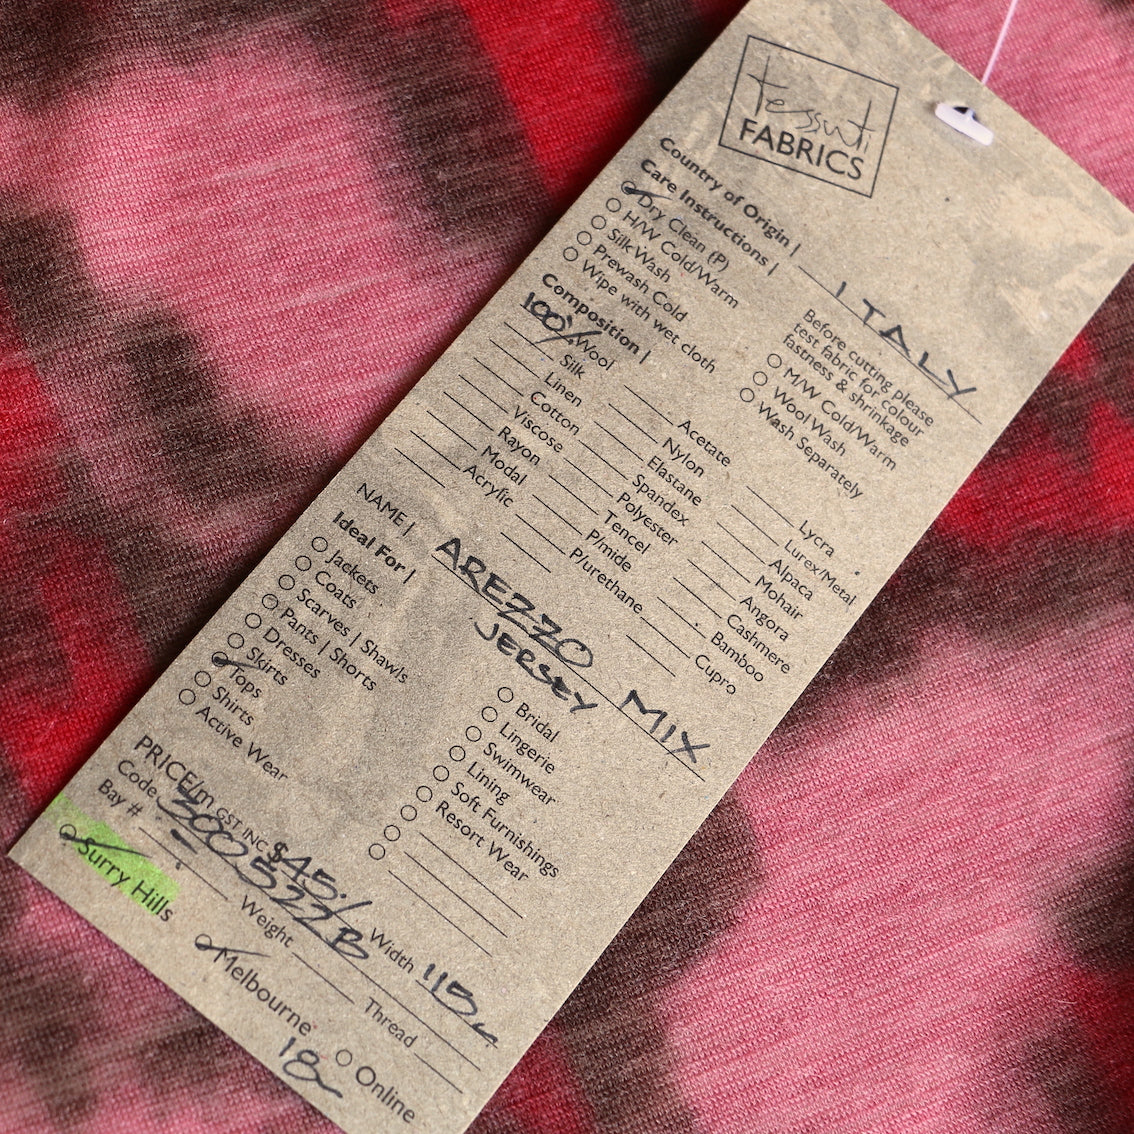 tessuti
FABRICS
Country of Origin | ITALY
Care Instructions |
Dry Clean (P)
H/W Cold/Warm
Silk Wash
Prewash Cold
Wipe with wet cloth
Before cutting please
test fabric for colour
fastness & shrinkage
M/W Cold/Warm
Wool Wash
Wash Separately
Composition |
100% Wool
Silk
Linen
Cotton
Viscose
Rayon
Modal
Acrylic
Acetate
Nylon
Elastane
Spandex
Polyester
Tencel
P/mide
P/urethane
Lycra
Lurex/Metal
Alpaca
Mohair
Angora
Cashmere
Bamboo
Cupro
NAME | AREZZO MIX
JERSEY
Ideal For |
Jackets
Coats
Scarves | Shawls
Pants | Shorts
Dresses
Skirts
Tops
Shirts
Active Wear
Bridal
Lingerie
Swimwear
Lining
Soft Furnishings
Resort Wear
PRICE/m GST INC $45 Width 115
Code 3005227B
Bay # Weight Thread
Surry Hills Melbourne Online
18